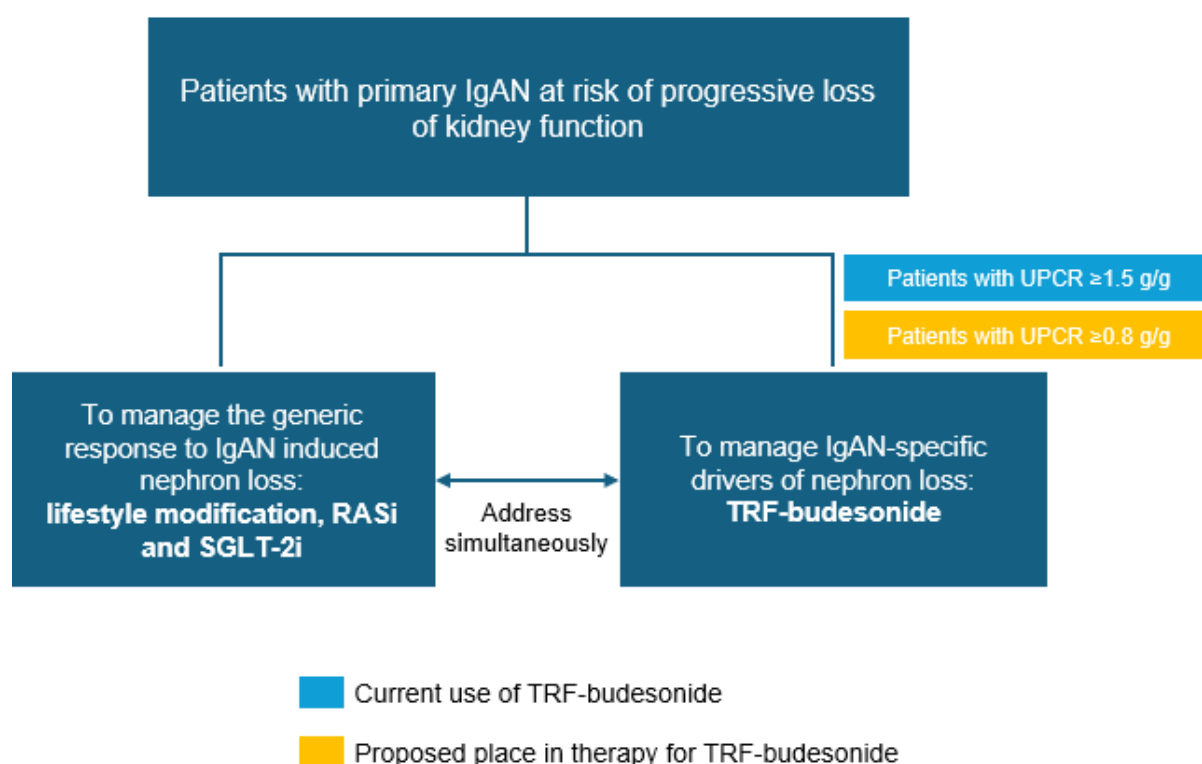 Patients with primary IgAN at risk of progressive loss
of kidney function
Patients with UPCR ≥1.5 g/g
Patients with UPCR ≥0.8 g/g
To manage the generic
response to IgAN induced
nephron loss:
lifestyle modification, RASi
and SGLT-2i
Address
simultaneously
To manage IgAN-specific
drivers of nephron loss:
TRF-budesonide
Current use of TRF-budesonide
Proposed place in therapy for TRF-budesonide